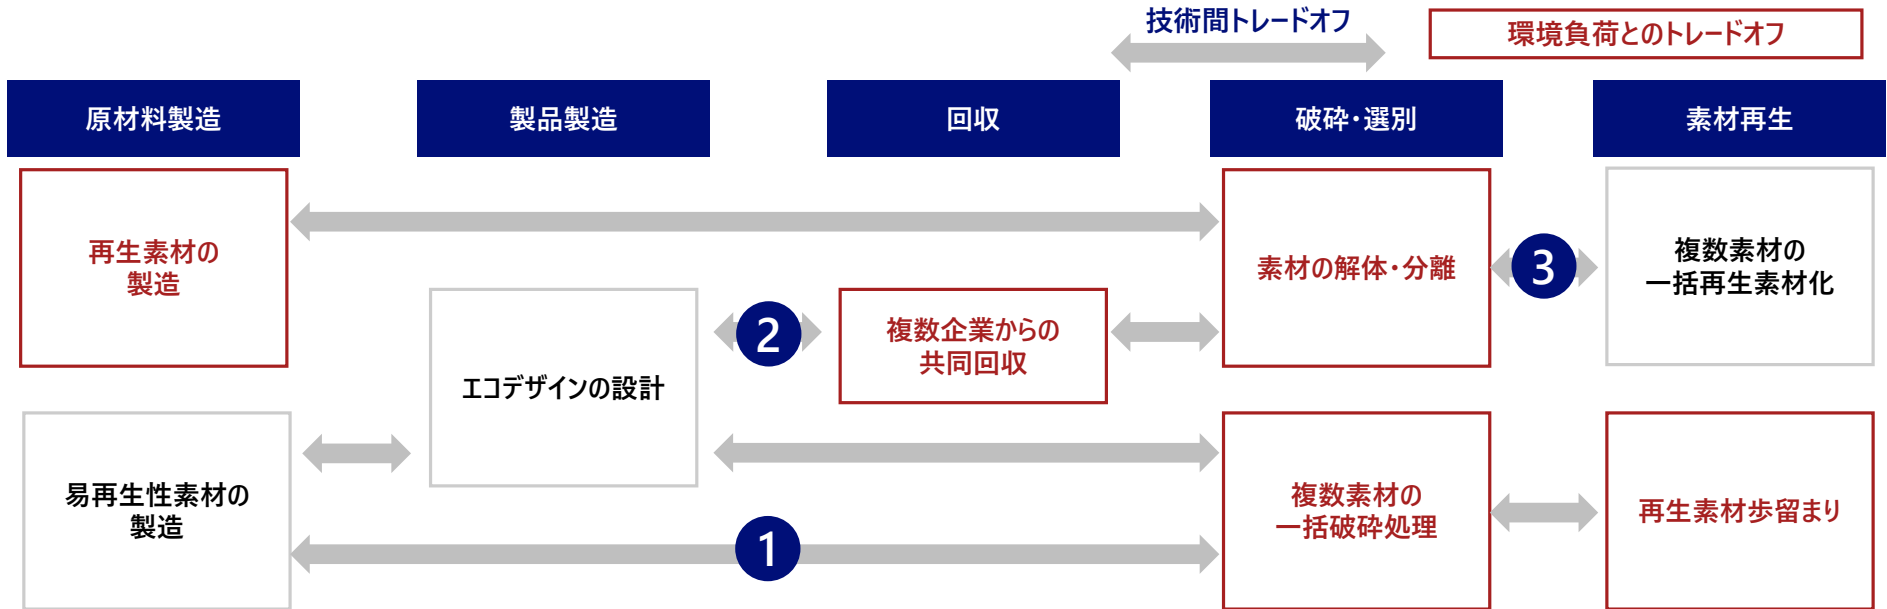 技術間トレードオフ
環境負荷とのトレードオフ
原材料製造
製品製造
回収
破砕・選別
素材再生
再生素材の
製造
素材の解体・分離
3
複数素材の
一括再生素材化
2
複数企業からの
共同回収
エコデザインの設計
易再生性素材の
製造
1
複数素材の
一括破砕処理
再生素材歩留まり